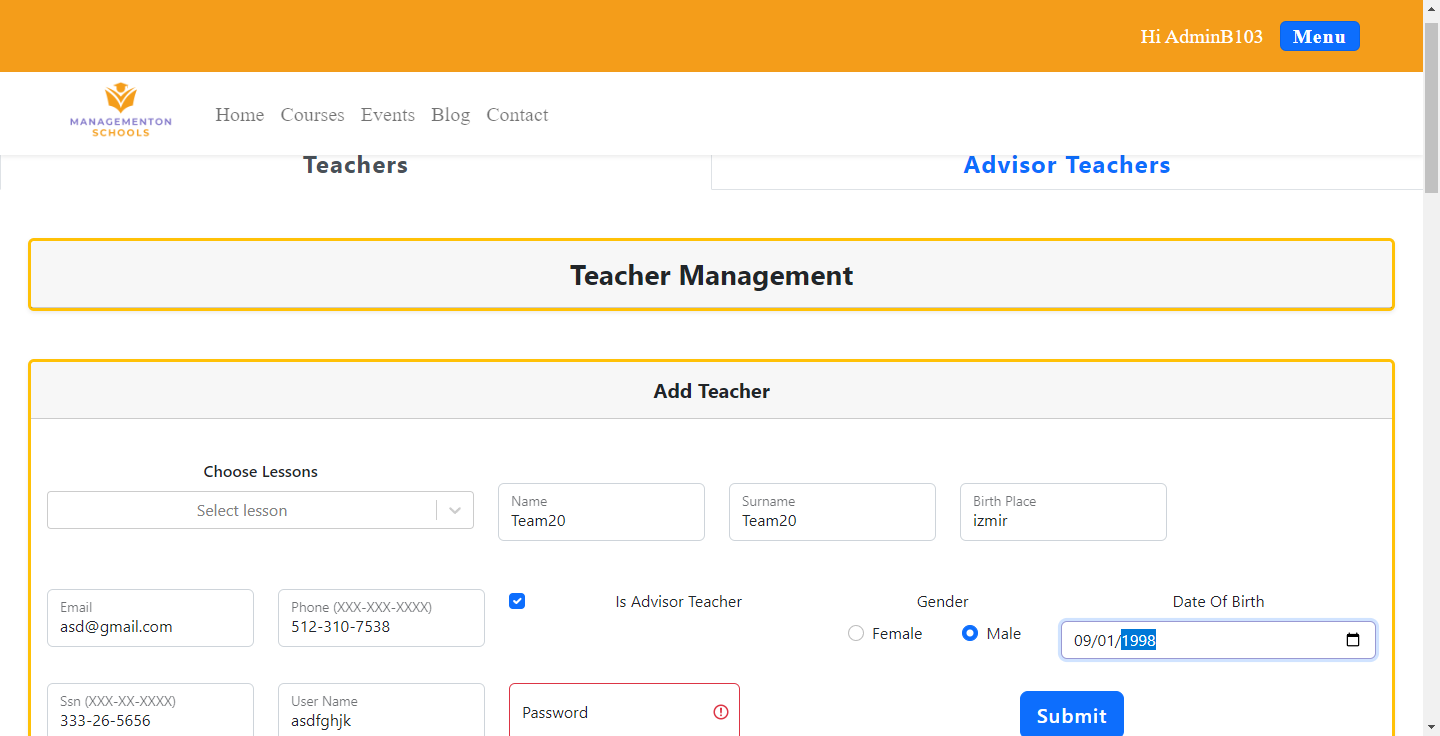 Hi AdminB103 Menu
MANAGEMENTON
SCHOOLS
Home Courses Events Blog Contact
Teachers Advisor Teachers
Teacher Management
Add Teacher
Choose Lessons
Select lesson
Name
Team20
Surname
Team20
Birth Place
izmir
Email
asd@gmail.com
Phone (XXX-XXX-XXXX)
512-310-7538
Is Advisor Teacher
Gender
Female Male
Date Of Birth
09/01/1998
Ssn (XXX-XX-XXXX)
333-26-5656
User Name
asdfghjk
Password
Submit